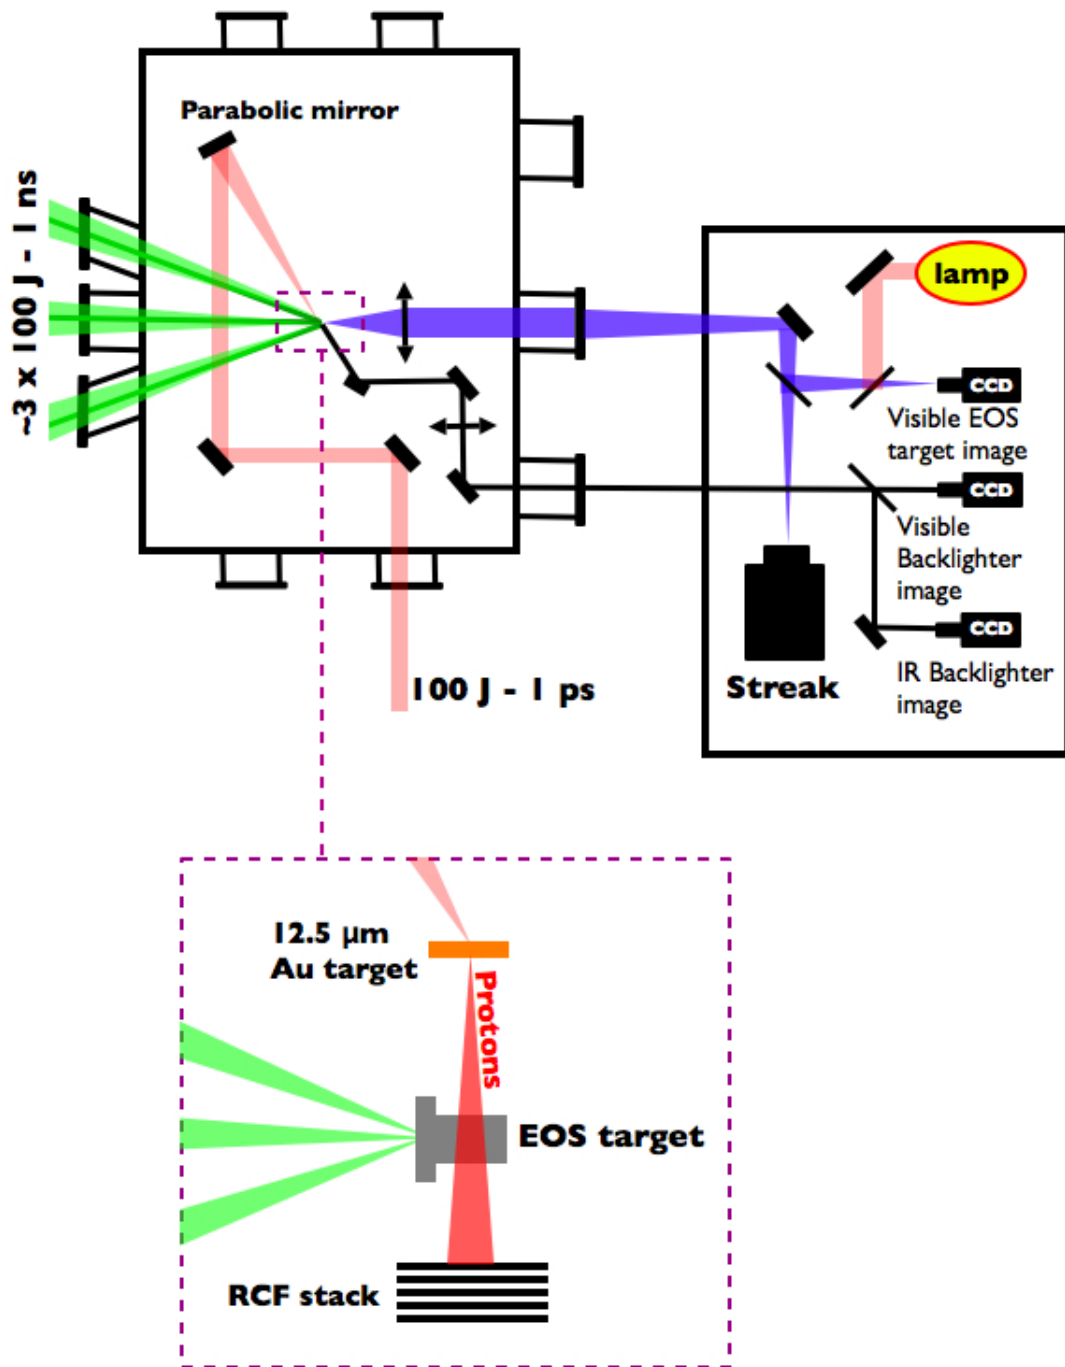 Parabolic mirror
~3 x 100 J - 1 ns
lamp
CCD
Visible EOS
target image
CCD
Visible
Backlighter
image
CCD
IR Backlighter
image
Streak
100 J - 1 ps
12.5 μm
Au target
Protons
EOS target
RCF stack